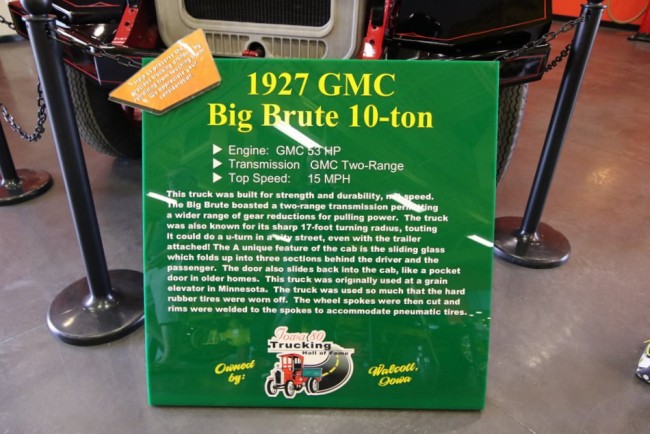 1927 GMC
Big Brute 10-ton
▶ Engine: GMC 53 HP
▶ Transmission GMC Two-Range
▶ Top Speed: 15 MPH
This truck was built for strength and durability, not speed.
The Big Brute boasted a two-range transmission permitting
a wider range of gear reductions for pulling power. The truck
was also known for its sharp 17-foot turning radius, touting
it could do a u-turn in a city street, even with the trailer
attached! The A unique feature of the cab is the sliding glass
which folds up into three sections behind the driver and the
passenger. The door also slides back into the cab, like a pocket
door in older homes. This truck was originally used at a grain
elevator in Minnesota. The truck was used so much that the hard
rubber tires were worn off. The wheel spokes were then cut and
rims were welded to the spokes to accommodate pneumatic tires.
Iowa 80
Trucking
Hall of Fame
Owned
by:
Walcott,
Iowa